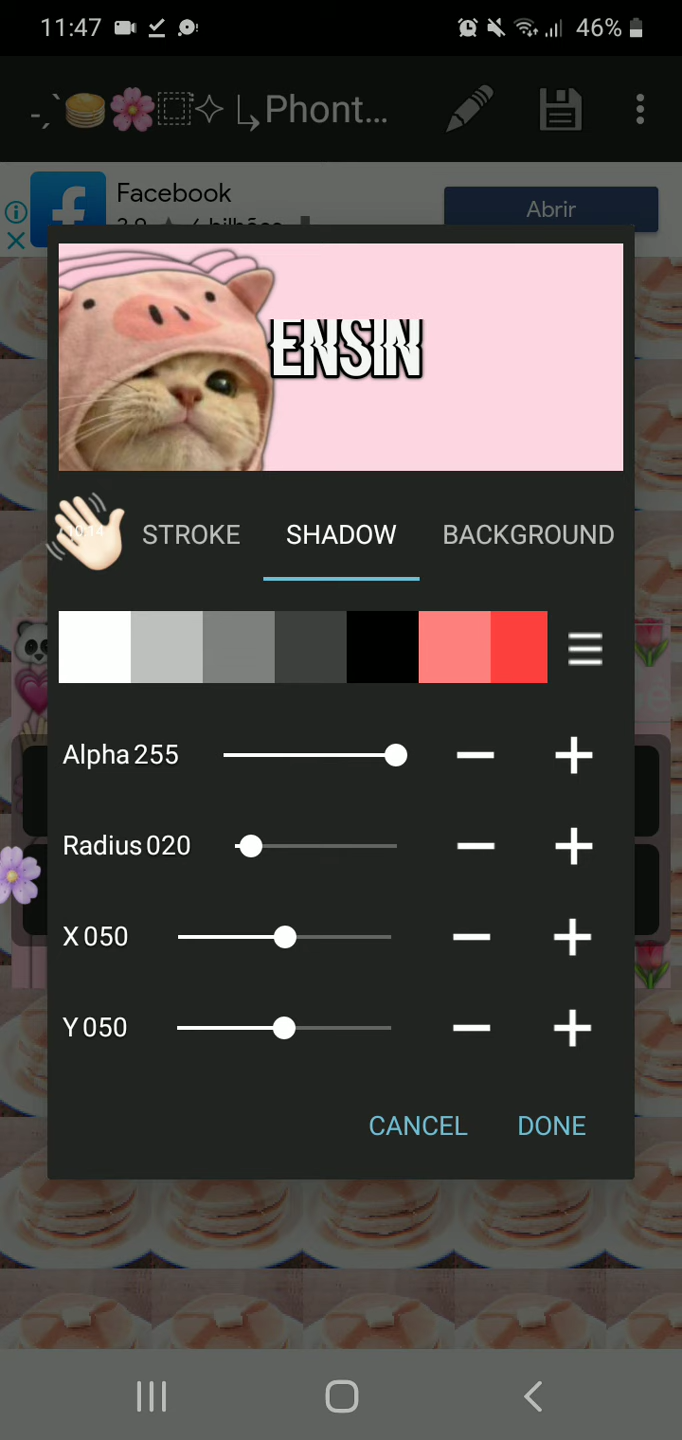 11:47 46%
↳Phont...
Facebook
Abrir
ENSIN
STROKE SHADOW BACKGROUND
Alpha 255
Radius 020
X 050
Y 050
CANCEL DONE